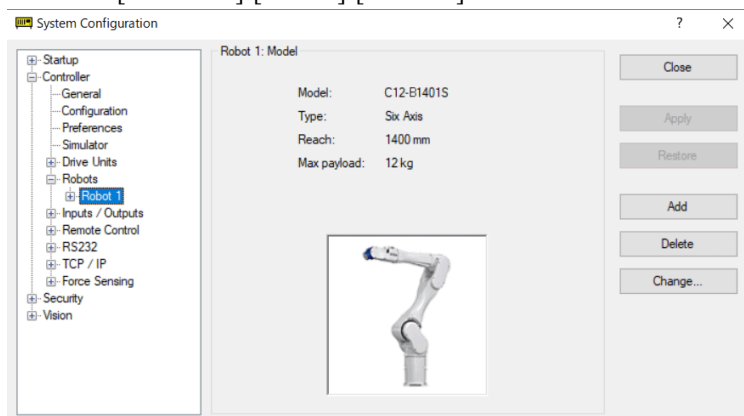 System Configuration
?
Startup
Controller
General
Configuration
Preferences
Simulator
Drive Units
Robots
Robot 1
Inputs / Outputs
Remote Control
RS232
TCP / IP
Force Sensing
Security
Vision
Robot 1: Model
Model: C12-B1401S
Type: Six Axis
Reach: 1400 mm
Max payload: 12 kg
Close
Apply
Restore
Add
Delete
Change...